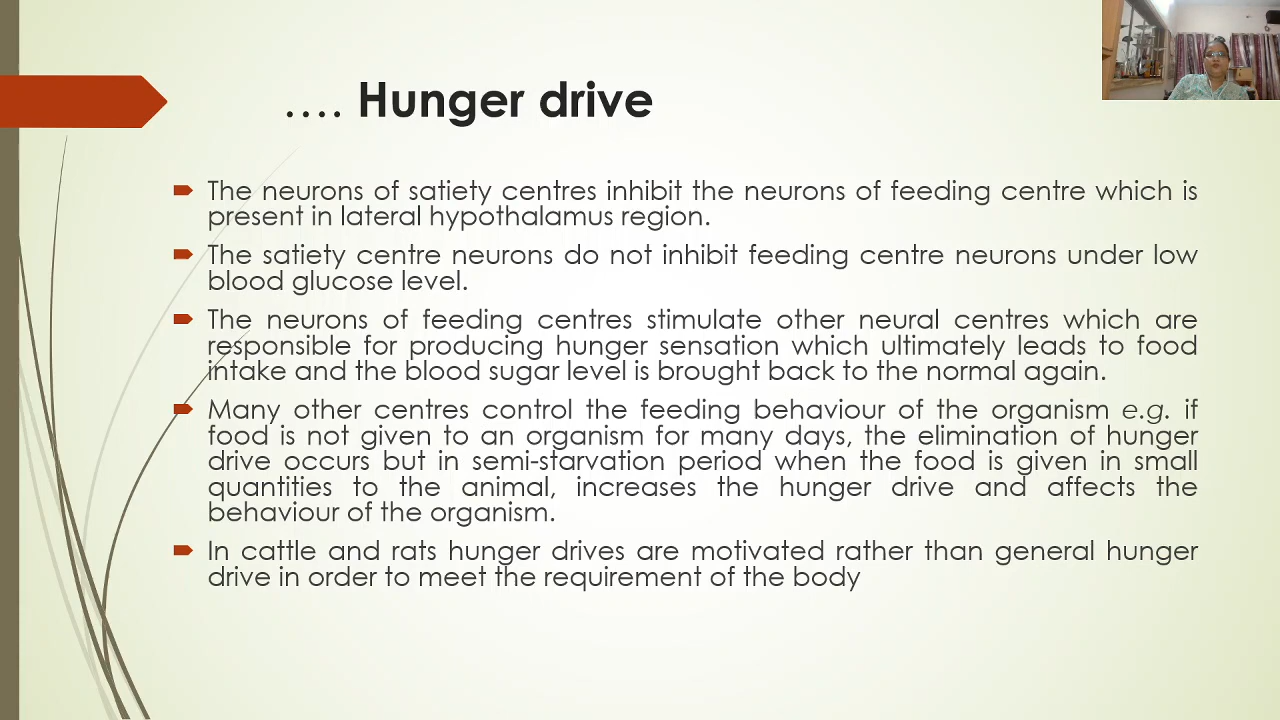 .... Hunger drive
The neurons of satiety centres inhibit the neurons of feeding centre which is
present in lateral hypothalamus region.
The satiety centre neurons do not inhibit feeding centre neurons under low
blood glucose level.
The neurons of feeding centres stimulate other neural centres which are
responsible for producing hunger sensation which ultimately leads to food
intake and the blood sugar level is brought back to the normal again.
Many other centres control the feeding behaviour of the organism e.g. if
food is not given to an organism for many days, the elimination of hunger
drive occurs but in semi-starvation period when the food is given in small
quantities to the animal, increases the hunger drive and affects the
behaviour of the organism.
In cattle and rats hunger drives are motivated rather than general hunger
drive in order to meet the requirement of the body